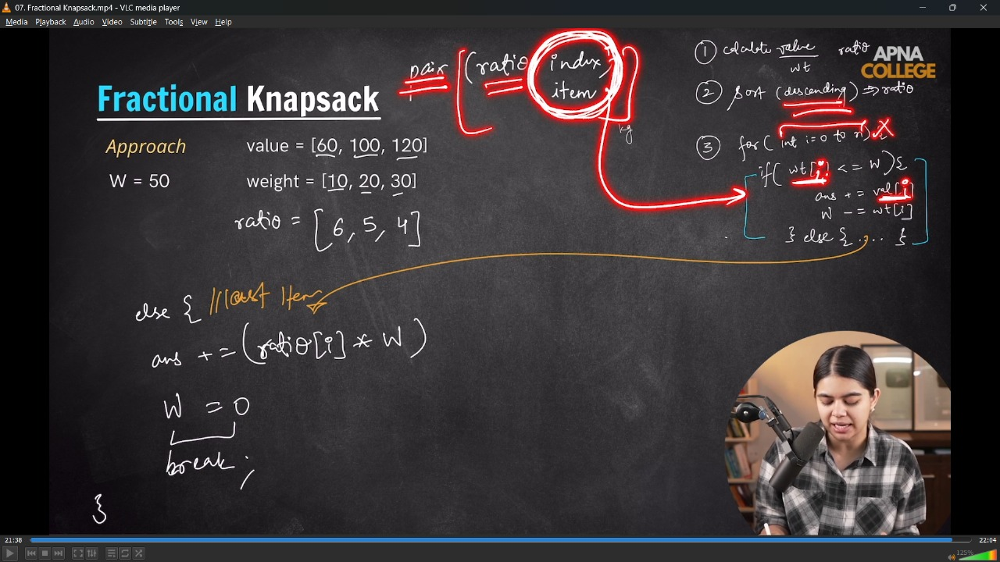 07. Fractional Knapsack.mp4 - VLC media player
Media Playback Audio Video Subtitle Tools View Help
pair [(ratio index)]
item
kg
APNA
COLLEGE
Fractional Knapsack
Approach
value = [60, 100, 120]
W = 50
weight = [10, 20, 30]
ratio = [6, 5, 4]
① calculate value ratio
wt
② sort (descending) ⇒ ratio
③ for( int i=0 to n)
if( wt[i] <= W){
ans += val[i]
W -= wt[i]
} else { .... }
else { //last Item
ans += (ratio[i] * W)
W = 0
break ;
}
21:38
22:04
125%